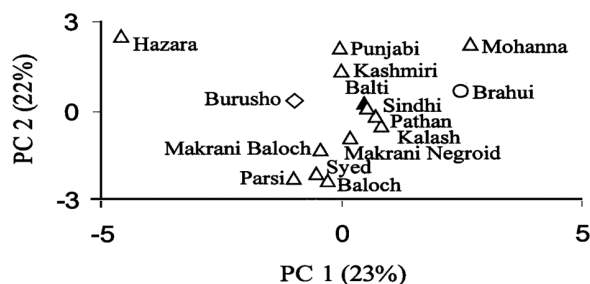 3
Hazara
Punjabi
Mohanna
Kashmiri
Balti
Burusho
Brahui
0
Sindhi
Pathan
Kalash
Makrani Baloch
Makrani Negroid
Syed
Parsi
Baloch
-3
-5
0
5
PC 2 (22%)
PC 1 (23%)